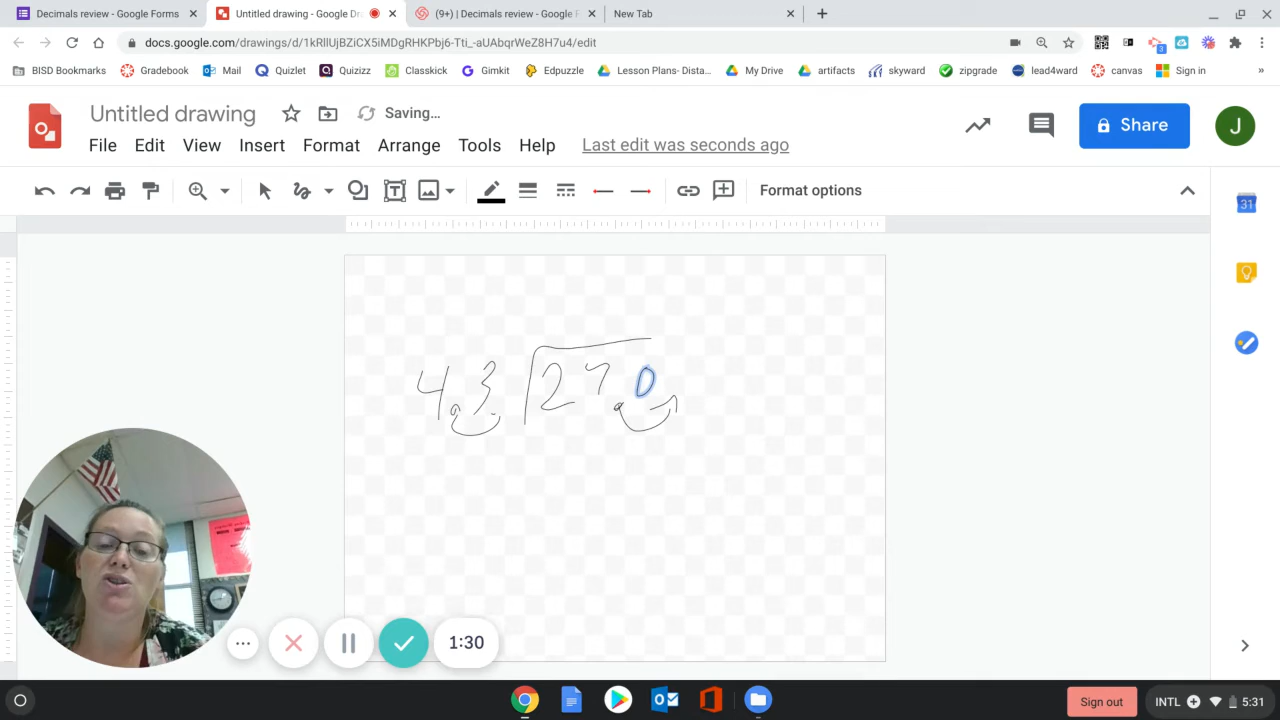 Decimals review - Google Forms
Untitled drawing - Google Dr
(9+) | Decimals review - Google F
New Tab
docs.google.com/drawings/d/1kRllUjBZiCX5iMDgRHKPbj6-Tti_-aUAbqrWeZ8H7u4/edit
BISD Bookmarks Gradebook Mail Quizlet Quizizz Classkick Gimkit Edpuzzle Lesson Plans- Dista... My Drive artifacts skyward zipgrade lead4ward canvas Sign in »
Untitled drawing Saving...
Share J
File Edit View Insert Format Arrange Tools Help Last edit was seconds ago
Format options
31
4.3 27.0
1:30
Sign out INTL 5:31